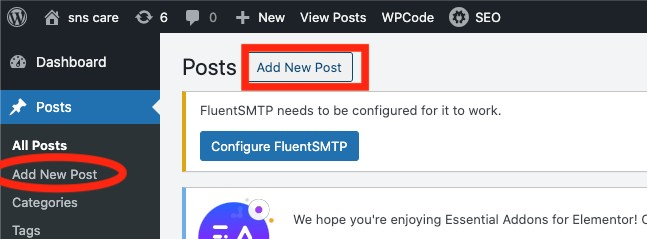 sns care 6 0 + New View Posts WPCode SEO
Dashboard
Posts
All Posts
Add New Post
Categories
Tags
Posts Add New Post
FluentSMTP needs to be configured for it to work.
Configure FluentSMTP
EA
We hope you're enjoying Essential Addons for Elementor!